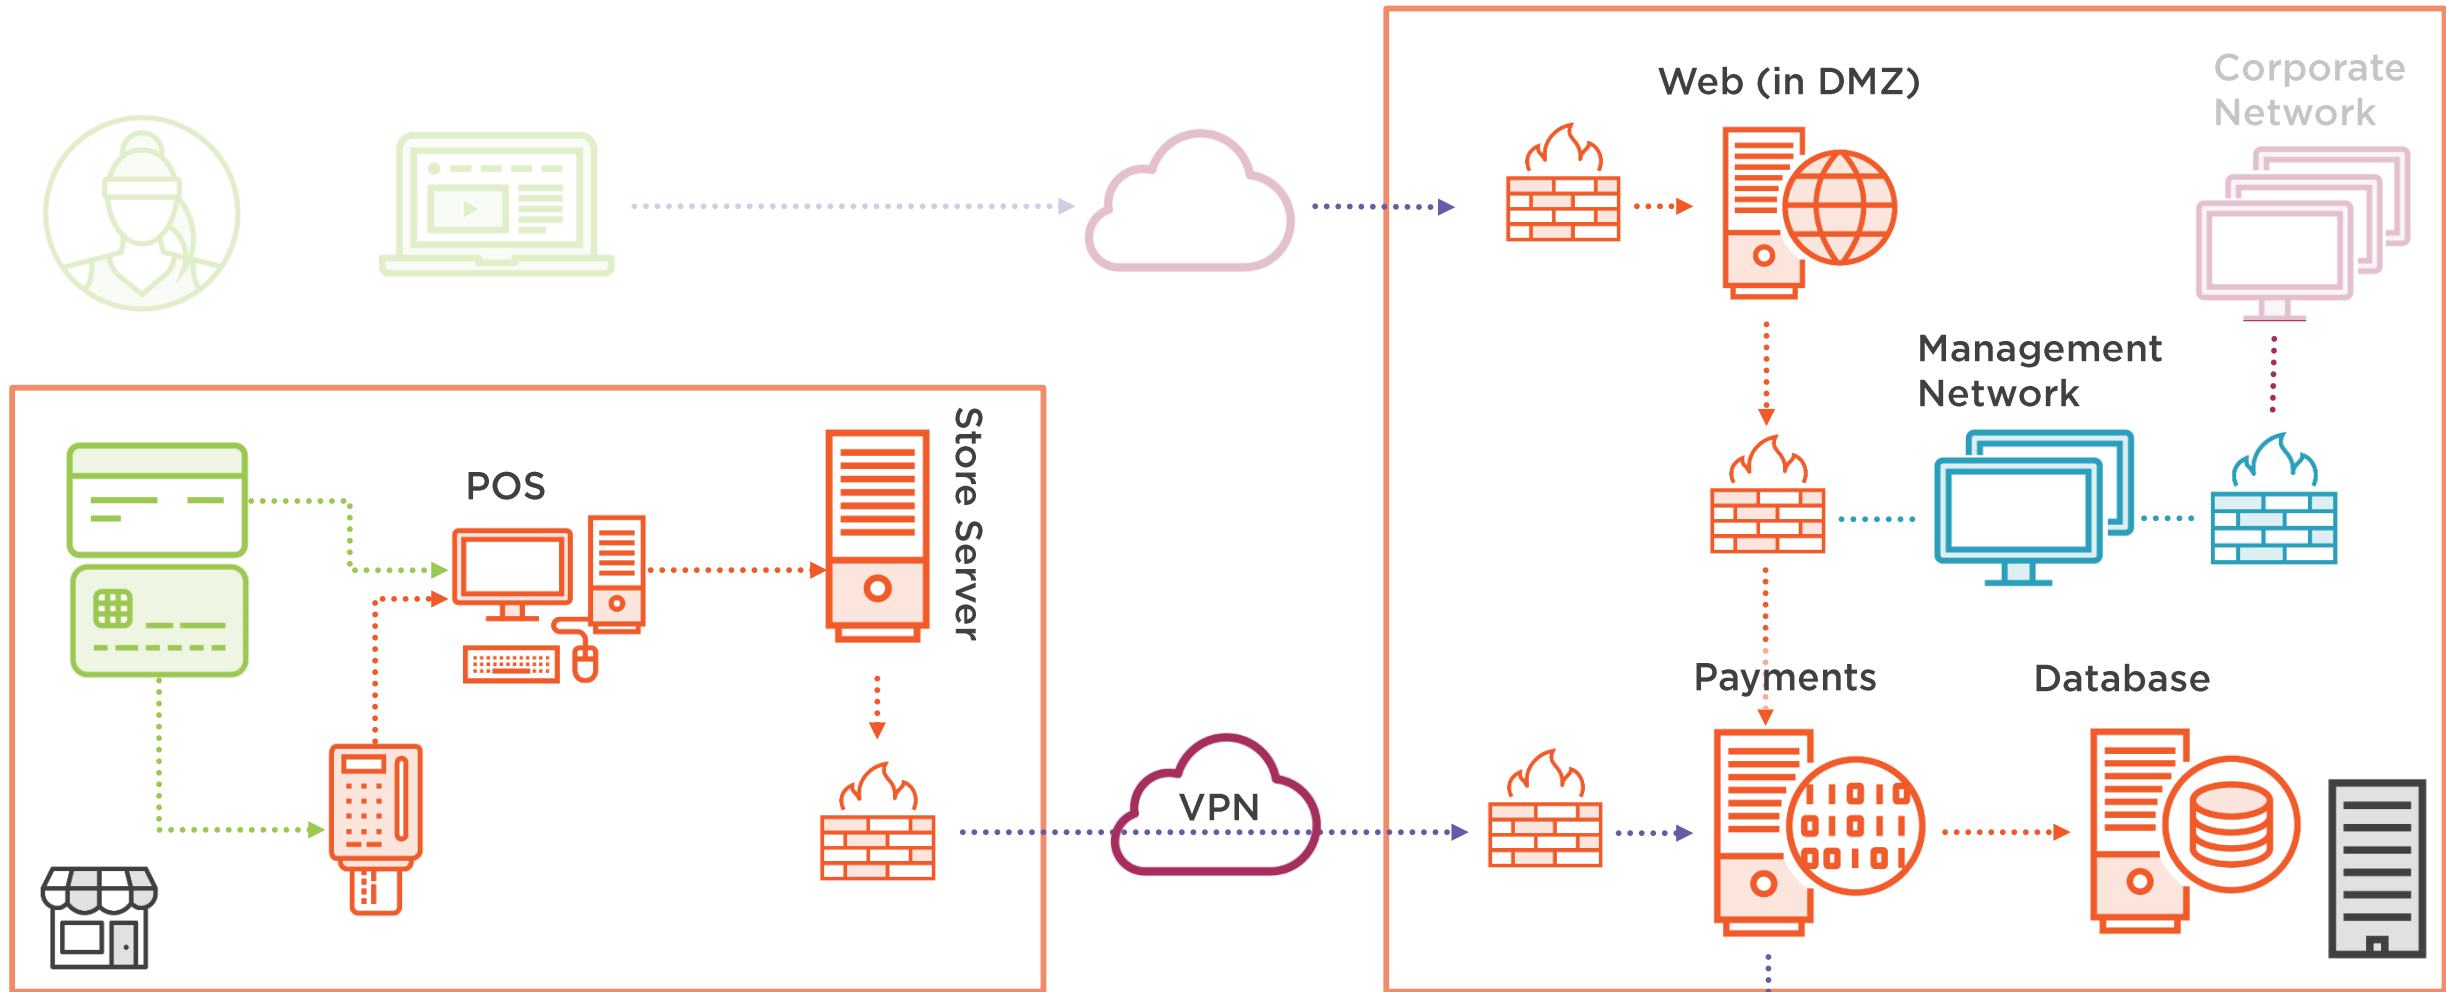 Web (in DMZ)
Corporate
Network
Management
Network
POS
Store Server
Payments
Database
VPN